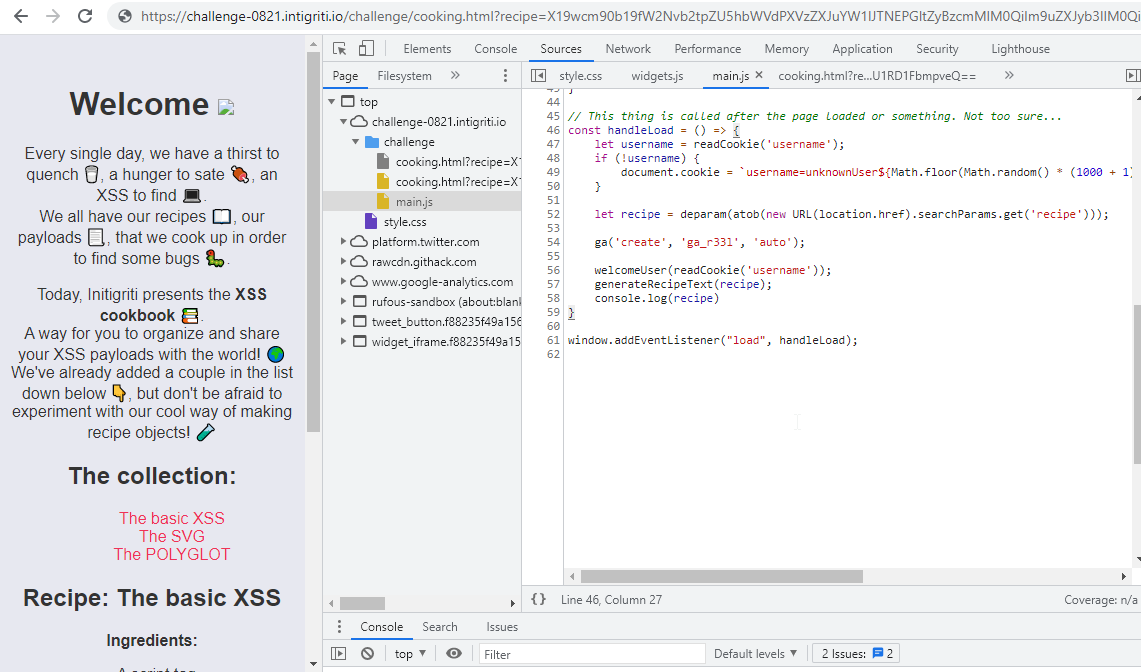 https://challenge-0821.intigriti.io/challenge/cooking.html?recipe=X19wcm90b19fW2Nvb2tpZU5hbWVdPXVzZXJuYW1lJTNEPGltZyBzcmMlM0QiIm9uZXJyb3IlM0Qi
Elements Console Sources Network Performance Memory Application Security Lighthouse
Page Filesystem »
style.css widgets.js main.js × cooking.html?re…U1RD1FbmpveQ== »
Welcome
Every single day, we have a thirst to
quench 🥛, a hunger to sate 🍖, an
XSS to find 💻.
We all have our recipes 📖, our
payloads 📃, that we cook up in order
to find some bugs 🐛.
Today, Initigriti presents the XSS
cookbook 📚.
A way for you to organize and share
your XSS payloads with the world! 🌍
We've already added a couple in the list
down below 👇, but don't be afraid to
experiment with our cool way of making
recipe objects! 🧪
The collection:
The basic XSS
The SVG
The POLYGLOT
Recipe: The basic XSS
Ingredients:
A script tag
top
challenge-0821.intigriti.io
challenge
cooking.html?recipe=X1
cooking.html?recipe=X1
main.js
style.css
platform.twitter.com
rawcdn.githack.com
www.google-analytics.com
rufous-sandbox (about:blank
tweet_button.f88235f49a156
widget_iframe.f88235f49a15
43 }
44
45 // This thing is called after the page loaded or something. Not too sure...
46 const handleLoad = () => {
47 let username = readCookie('username');
48 if (!username) {
49 document.cookie = `username=unknownUser${Math.floor(Math.random() * (1000 + 1)
50 }
51
52 let recipe = deparam(atob(new URL(location.href).searchParams.get('recipe')));
53
54 ga('create', 'ga_r33l', 'auto');
55
56 welcomeUser(readCookie('username'));
57 generateRecipeText(recipe);
58 console.log(recipe)
59 }
60
61 window.addEventListener("load", handleLoad);
62
{} Line 46, Column 27 Coverage: n/a
Console Search Issues
top ▼ Filter Default levels ▼ 2 Issues: 2